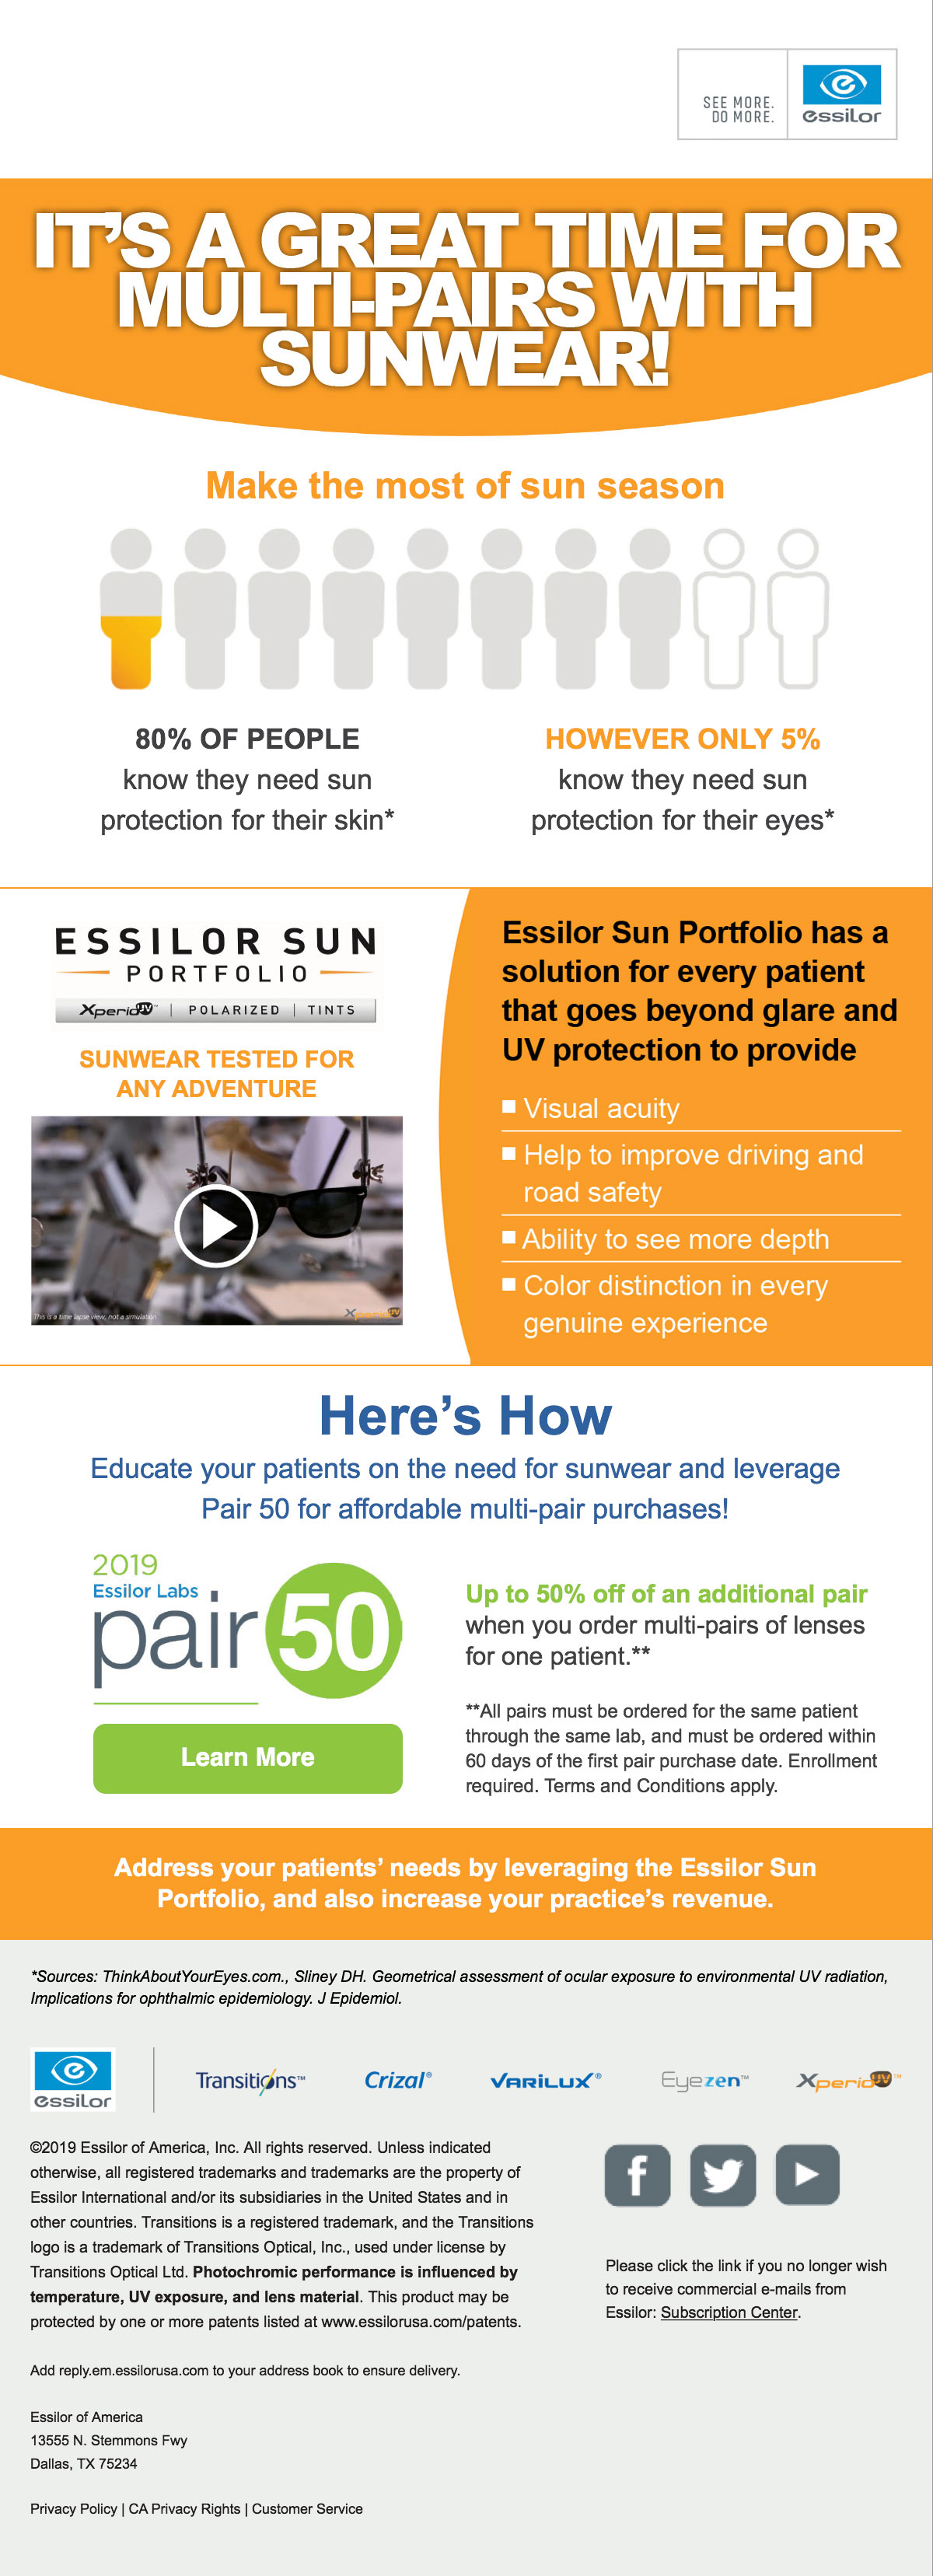 SEE MORE.
DO MORE.
essilor
IT'S A GREAT TIME FOR
MULTI-PAIRS WITH
SUNWEAR!
Make the most of sun season
80% OF PEOPLE
know they need sun
protection for their skin*
HOWEVER ONLY 5%
know they need sun
protection for their eyes*
ESSILOR SUN
PORTFOLIO
Xperio UV™ | POLARIZED | TINTS
SUNWEAR TESTED FOR
ANY ADVENTURE
This is a time lapse view, not a simulation
Xperio UV
Essilor Sun Portfolio has a
solution for every patient
that goes beyond glare and
UV protection to provide
Visual acuity
Help to improve driving and
road safety
Ability to see more depth
Color distinction in every
genuine experience
Here's How
Educate your patients on the need for sunwear and leverage
Pair 50 for affordable multi-pair purchases!
2019
Essilor Labs
pair 50
Learn More
Up to 50% off of an additional pair
when you order multi-pairs of lenses
for one patient.**
**All pairs must be ordered for the same patient
through the same lab, and must be ordered within
60 days of the first pair purchase date. Enrollment
required. Terms and Conditions apply.
Address your patients' needs by leveraging the Essilor Sun
Portfolio, and also increase your practice's revenue.
*Sources: ThinkAboutYourEyes.com., Sliney DH. Geometrical assessment of ocular exposure to environmental UV radiation,
Implications for ophthalmic epidemiology. J Epidemiol.
essilor
Transitions™ Crizal® VARILUX® Eyezen™ Xperio UV™
©2019 Essilor of America, Inc. All rights reserved. Unless indicated
otherwise, all registered trademarks and trademarks are the property of
Essilor International and/or its subsidiaries in the United States and in
other countries. Transitions is a registered trademark, and the Transitions
logo is a trademark of Transitions Optical, Inc., used under license by
Transitions Optical Ltd. Photochromic performance is influenced by
temperature, UV exposure, and lens material. This product may be
protected by one or more patents listed at www.essilorusa.com/patents.
Please click the link if you no longer wish
to receive commercial e-mails from
Essilor: Subscription Center.
Add reply.em.essilorusa.com to your address book to ensure delivery.
Essilor of America
13555 N. Stemmons Fwy
Dallas, TX 75234
Privacy Policy | CA Privacy Rights | Customer Service